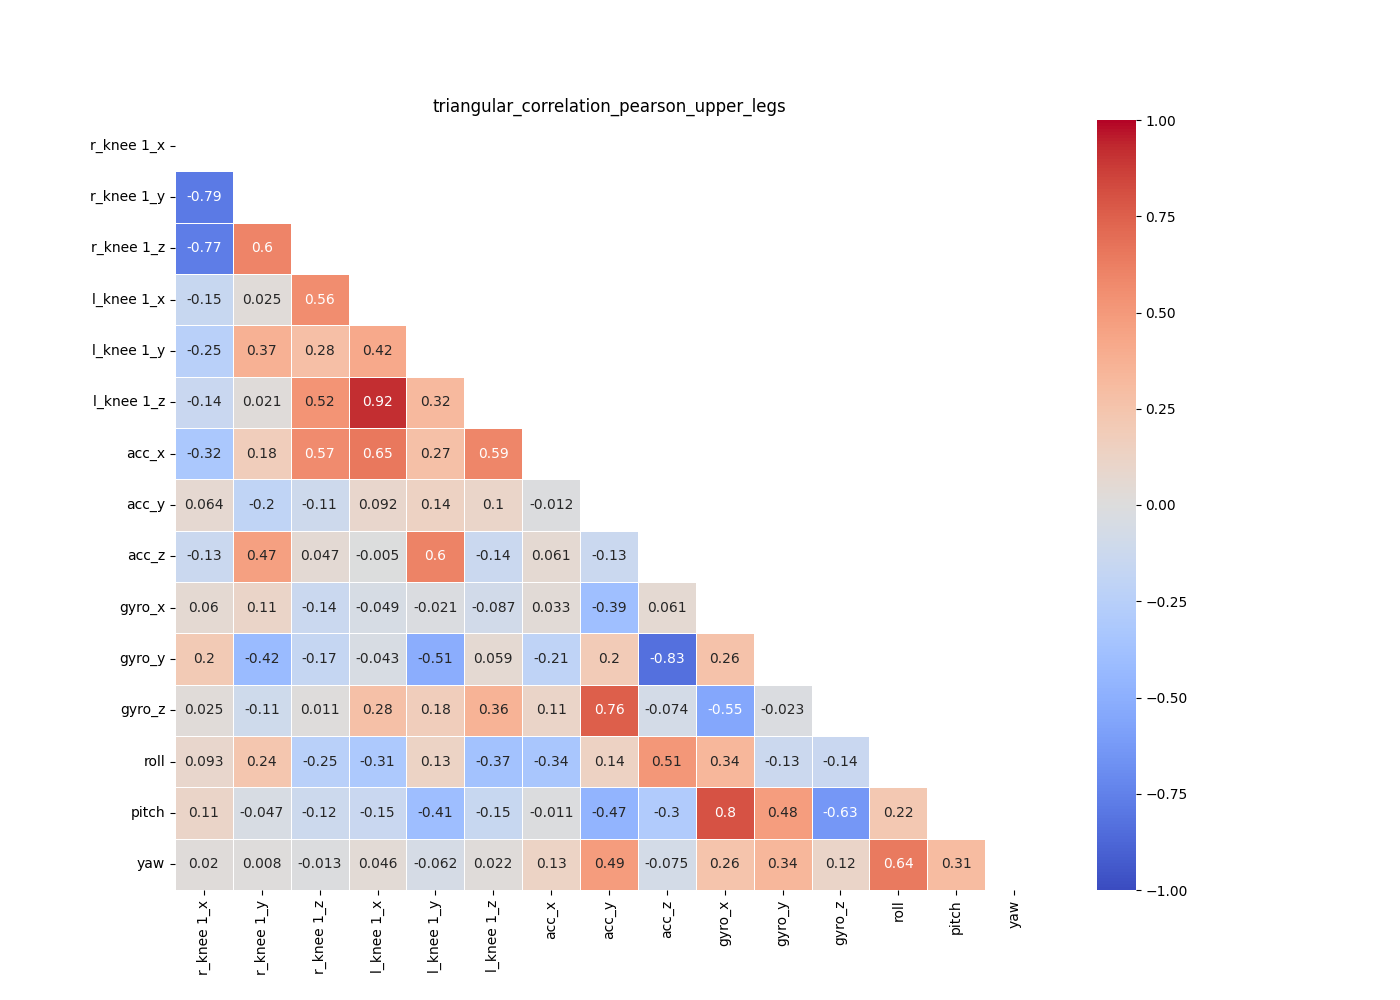 triangular_correlation_pearson_upper_legs
r_knee 1_x
r_knee 1_y -0.79
r_knee 1_z -0.77 0.6
l_knee 1_x -0.15 0.025 0.56
l_knee 1_y -0.25 0.37 0.28 0.42
l_knee 1_z -0.14 0.021 0.52 0.92 0.32
acc_x -0.32 0.18 0.57 0.65 0.27 0.59
acc_y 0.064 -0.2 -0.11 0.092 0.14 0.1 -0.012
acc_z -0.13 0.47 0.047 -0.005 0.6 -0.14 0.061 -0.13
gyro_x 0.06 0.11 -0.14 -0.049 -0.021 -0.087 0.033 -0.39 0.061
gyro_y 0.2 -0.42 -0.17 -0.043 -0.51 0.059 -0.21 0.2 -0.83 0.26
gyro_z 0.025 -0.11 0.011 0.28 0.18 0.36 0.11 0.76 -0.074 -0.55 -0.023
roll 0.093 0.24 -0.25 -0.31 0.13 -0.37 -0.34 0.14 0.51 0.34 -0.13 -0.14
pitch 0.11 -0.047 -0.12 -0.15 -0.41 -0.15 -0.011 -0.47 -0.3 0.8 0.48 -0.63 0.22
yaw 0.02 0.008 -0.013 0.046 -0.062 0.022 0.13 0.49 -0.075 0.26 0.34 0.12 0.64 0.31
r_knee 1_x r_knee 1_y r_knee 1_z l_knee 1_x l_knee 1_y l_knee 1_z acc_x acc_y acc_z gyro_x gyro_y gyro_z roll pitch yaw
1.00
0.75
0.50
0.25
0.00
−0.25
−0.50
−0.75
−1.00